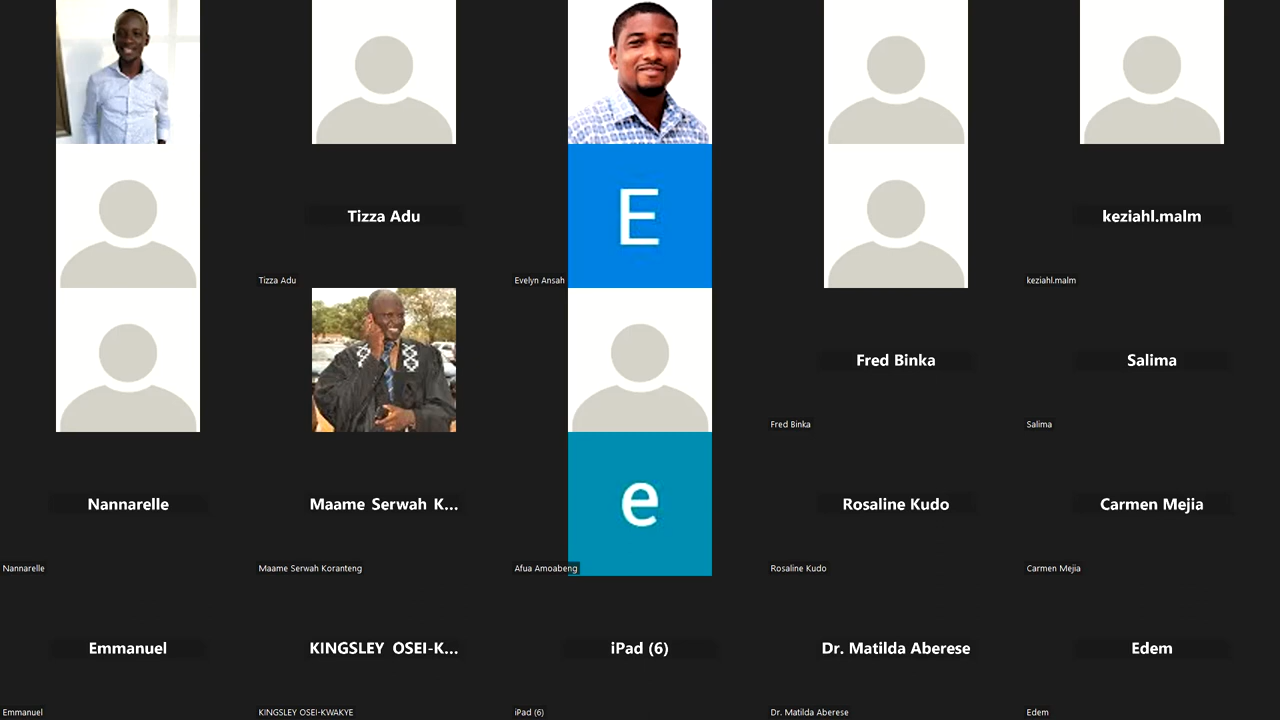 Tizza Adu
E
keziahl.malm
Tizza Adu
Evelyn Ansah
keziahl.malm
Fred Binka
Salima
Fred Binka
Salima
Nannarelle
Maame Serwah K...
e
Rosaline Kudo
Carmen Mejia
Nannarelle
Maame Serwah Koranteng
Afua Amoabeng
Rosaline Kudo
Carmen Mejia
Emmanuel
KINGSLEY OSEI-K...
iPad (6)
Dr. Matilda Aberese
Edem
Emmanuel
KINGSLEY OSEI-KWAKYE
iPad (6)
Dr. Matilda Aberese
Edem